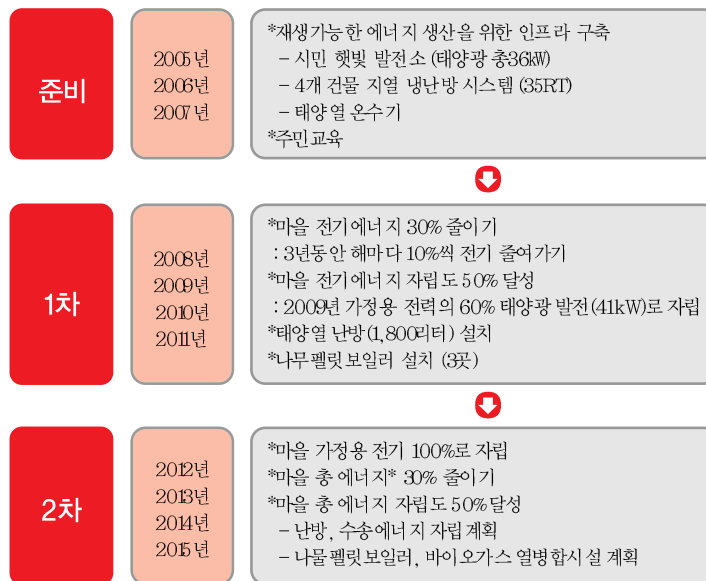 준비
2005년
2006년
2007년
*재생가능한 에너지 생산을 위한 인프라 구축
- 시민 햇빛 발전소 (태양광 총36kW)
- 4개 건물 지열 냉난방 시스템 (35RT)
- 태양열 온수기
*주민교육
1차
2008년
2009년
2010년
2011년
*마을 전기에너지 30% 줄이기
: 3년동안 해마다 10%씩 전기 줄여가기
*마을 전기에너지 자립도 50% 달성
: 2009년 가정용 전력의 60% 태양광 발전(41kW)로 자립
*태양열 난방(1,800리터) 설치
*나무펠릿 보일러 설치 (3곳)
2차
2012년
2013년
2014년
2015년
*마을 가정용 전기 100%로 자립
*마을 총 에너지* 30% 줄이기
*마을 총 에너지 자립도 50%달성
- 난방, 수송에너지 자립계획
- 나물펠릿보일러, 바이오가스 열병합시설 계획